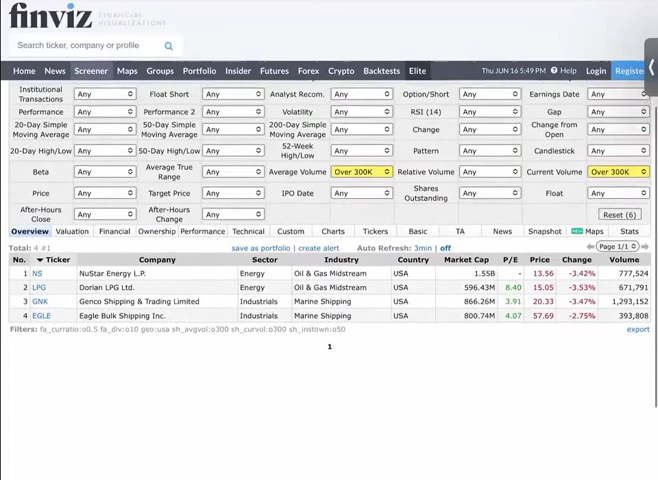 finviz FINANCIAL VISUALIZATIONS
Search ticker, company or profile
Home News Screener Maps Groups Portfolio Insider Futures Forex Crypto Backtests Elite Thu JUN 16 5:49 PM Help Login Registe
Institutional Transactions Any Float Short Any Analyst Recom. Any Option/Short Any Earnings Date Any
Performance Any Performance 2 Any Volatility Any RSI (14) Any Gap Any
20-Day Simple Moving Average Any 50-Day Simple Moving Average Any 200-Day Simple Moving Average Any Change Any Change from Open Any
20-Day High/Low Any 50-Day High/Low Any 52-Week High/Low Any Pattern Any Candlestick Any
Beta Any Average True Range Any Average Volume Over 300K Relative Volume Any Current Volume Over 300K
Price Any Target Price Any IPO Date Any Shares Outstanding Any Float Any
After-Hours Close Any After-Hours Change Any Reset (6)
Overview Valuation Financial Ownership Performance Technical Custom Charts Tickers Basic TA News Snapshot Maps Stats
Total: 4 #1 save as portfolio | create alert Auto Refresh: 3min | off Page 1/1
No. Ticker Company Sector Industry Country Market Cap P/E Price Change Volume
1 NS NuStar Energy L.P. Energy Oil & Gas Midstream USA 1.55B - 13.56 -3.42% 777,524
2 LPG Dorian LPG Ltd. Energy Oil & Gas Midstream USA 596.43M 8.40 15.05 -3.53% 671,791
3 GNK Genco Shipping & Trading Limited Industrials Marine Shipping USA 866.26M 3.91 20.33 -3.47% 1,293,152
4 EGLE Eagle Bulk Shipping Inc. Industrials Marine Shipping USA 800.74M 4.07 57.69 -2.75% 393,808
Filters: fa_curratio:o0.5 fa_div:o10 geo:usa sh_avgvol:o300 sh_curvol:o300 sh_instown:o50 export
1